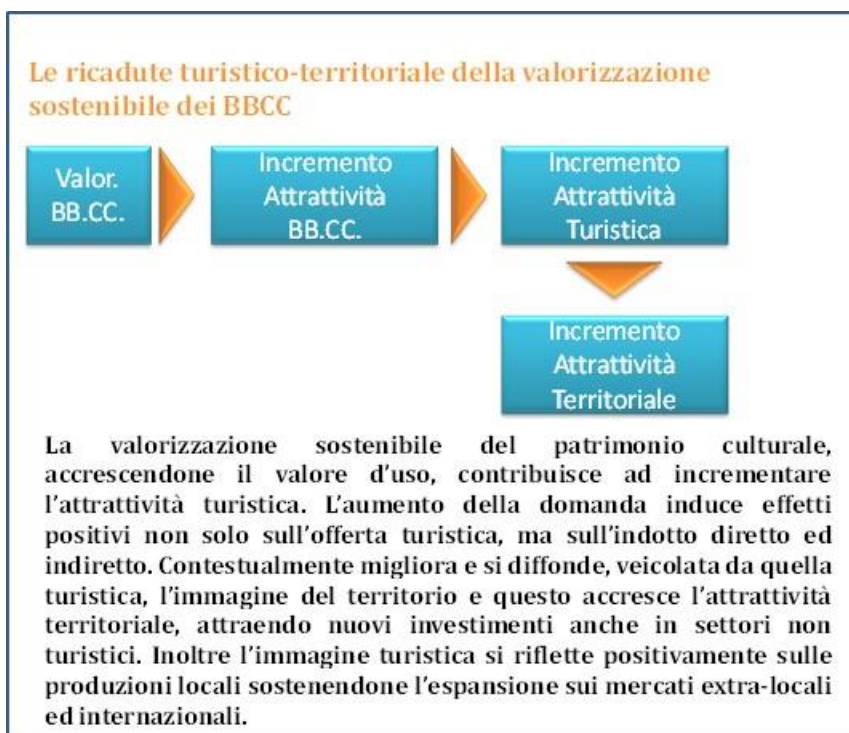 Le ricadute turistico-territoriale della valorizzazione
sostenibile dei BBCC
Valor.
BB.CC.
Incremento
Attrattività
BB.CC.
Incremento
Attrattività
Turistica
Incremento
Attrattività
Territoriale
La valorizzazione sostenibile del patrimonio culturale,
accrescendone il valore d'uso, contribuisce ad incrementare
l'attrattività turistica. L'aumento della domanda induce effetti
positivi non solo sull'offerta turistica, ma sull'indotto diretto ed
indiretto. Contestualmente migliora e si diffonde, veicolata da quella
turistica, l'immagine del territorio e questo accresce l'attrattività
territoriale, attraendo nuovi investimenti anche in settori non
turistici. Inoltre l'immagine turistica si riflette positivamente sulle
produzioni locali sostenendone l'espansione sui mercati extra-locali
ed internazionali.